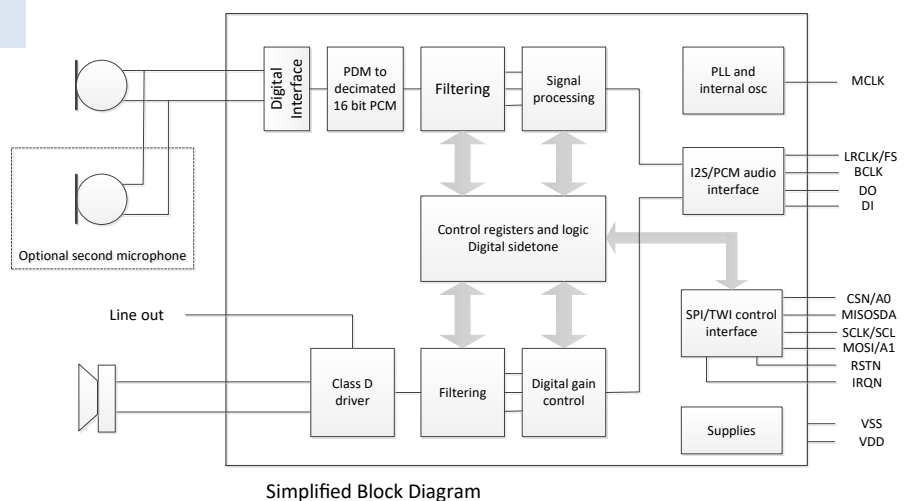 Digital
Interface
PDM to
decimated
16 bit PCM
Filtering
Signal
processing
PLL and
internal osc
MCLK
I2S/PCM audio
interface
LRCLK/FS
BCLK
DO
DI
Optional second microphone
Control registers and logic
Digital sidetone
SPI/TWI control
interface
CSN/A0
MISOSDA
SCLK/SCL
MOSI/A1
RSTN
IRQN
Line out
Class D
driver
Filtering
Digital gain
control
Supplies
VSS
VDD
Simplified Block Diagram